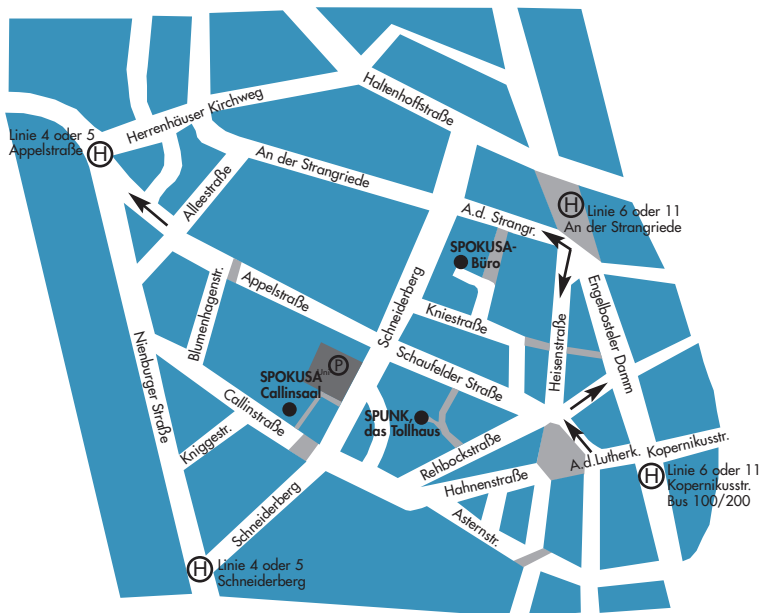 Haltenhoffstraße
Herrenhäuser Kirchweg
Linie 4 oder 5
Appelstraße
H
An der Strangriede
Alleestraße
H
Linie 6 oder 11
An der Strangriede
A.d. Strangr.
SPOKUSA-
Büro
Engelbosteler Damm
Blumenhagenstr.
Appelstraße
Schneiderberg
Kniestraße
Heisenstraße
Nienburger Straße
Schaufelder Straße
Uni
P
SPOKUSA
Callinsaal
SPUNK,
das Tollhaus
Callinstraße
Kniggestr.
Rehbockstraße
A.d.Lutherk.
Kopernikusstr.
Hahnenstraße
H
Linie 6 oder 11
Kopernikusstr.
Bus 100/200
Asternstr.
Schneiderberg
H
Linie 4 oder 5
Schneiderberg